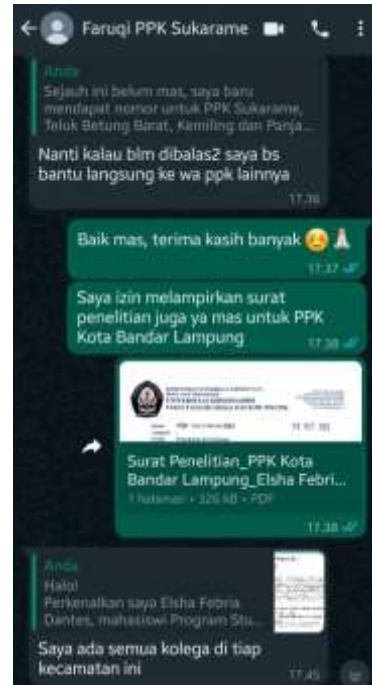 Faruqi PPK Sukarame
Anda
Sejauh ini belum mas, saya baru
mendapat nomor untuk PPK Sukarame,
Teluk Betung Barat, Kemiling dan Panja...
Nanti kalau blm dibalas2 saya bs
bantu langsung ke wa ppk lainnya
17.36
Baik mas, terima kasih banyak 🥹🙏🏻
17.37
Saya izin melampirkan surat
penelitian juga ya mas untuk PPK
Kota Bandar Lampung
17.38
Surat Penelitian_PPK Kota
Bandar Lampung_Elsha Febri...
1 halaman • 326 kB • PDF
17.38
Anda
Halo!
Perkenalkan saya Elsha Febria
Dantes, mahasiswi Program Stu...
Saya ada semua kolega di tiap
kecamatan ini
17.45